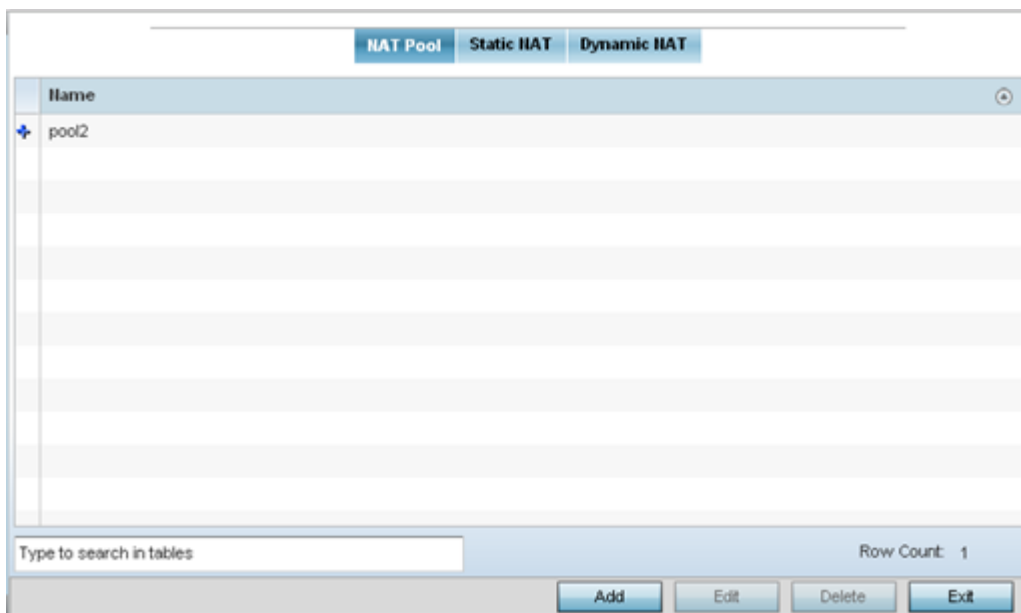 NAT Pool Static NAT Dynamic NAT
Name
pool2
Type to search in tables Row Count: 1
Add Edit Delete Exit